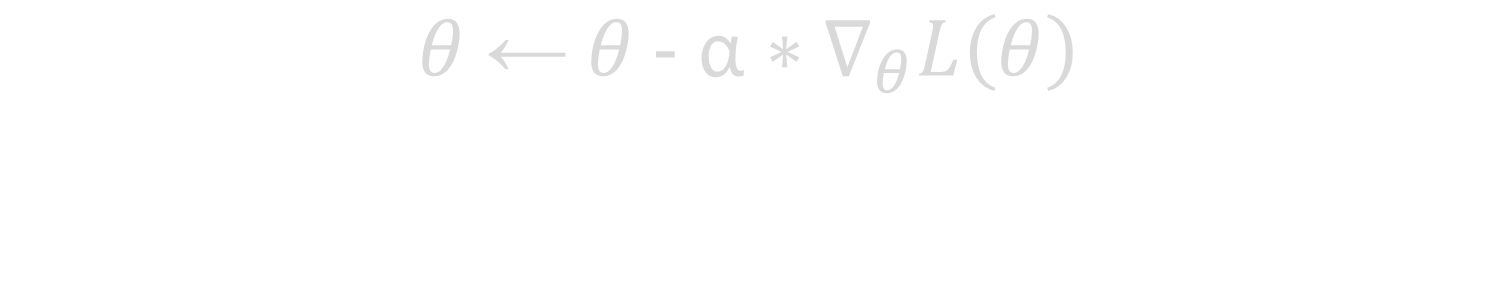 θ ← θ - α * ∇θL(θ)